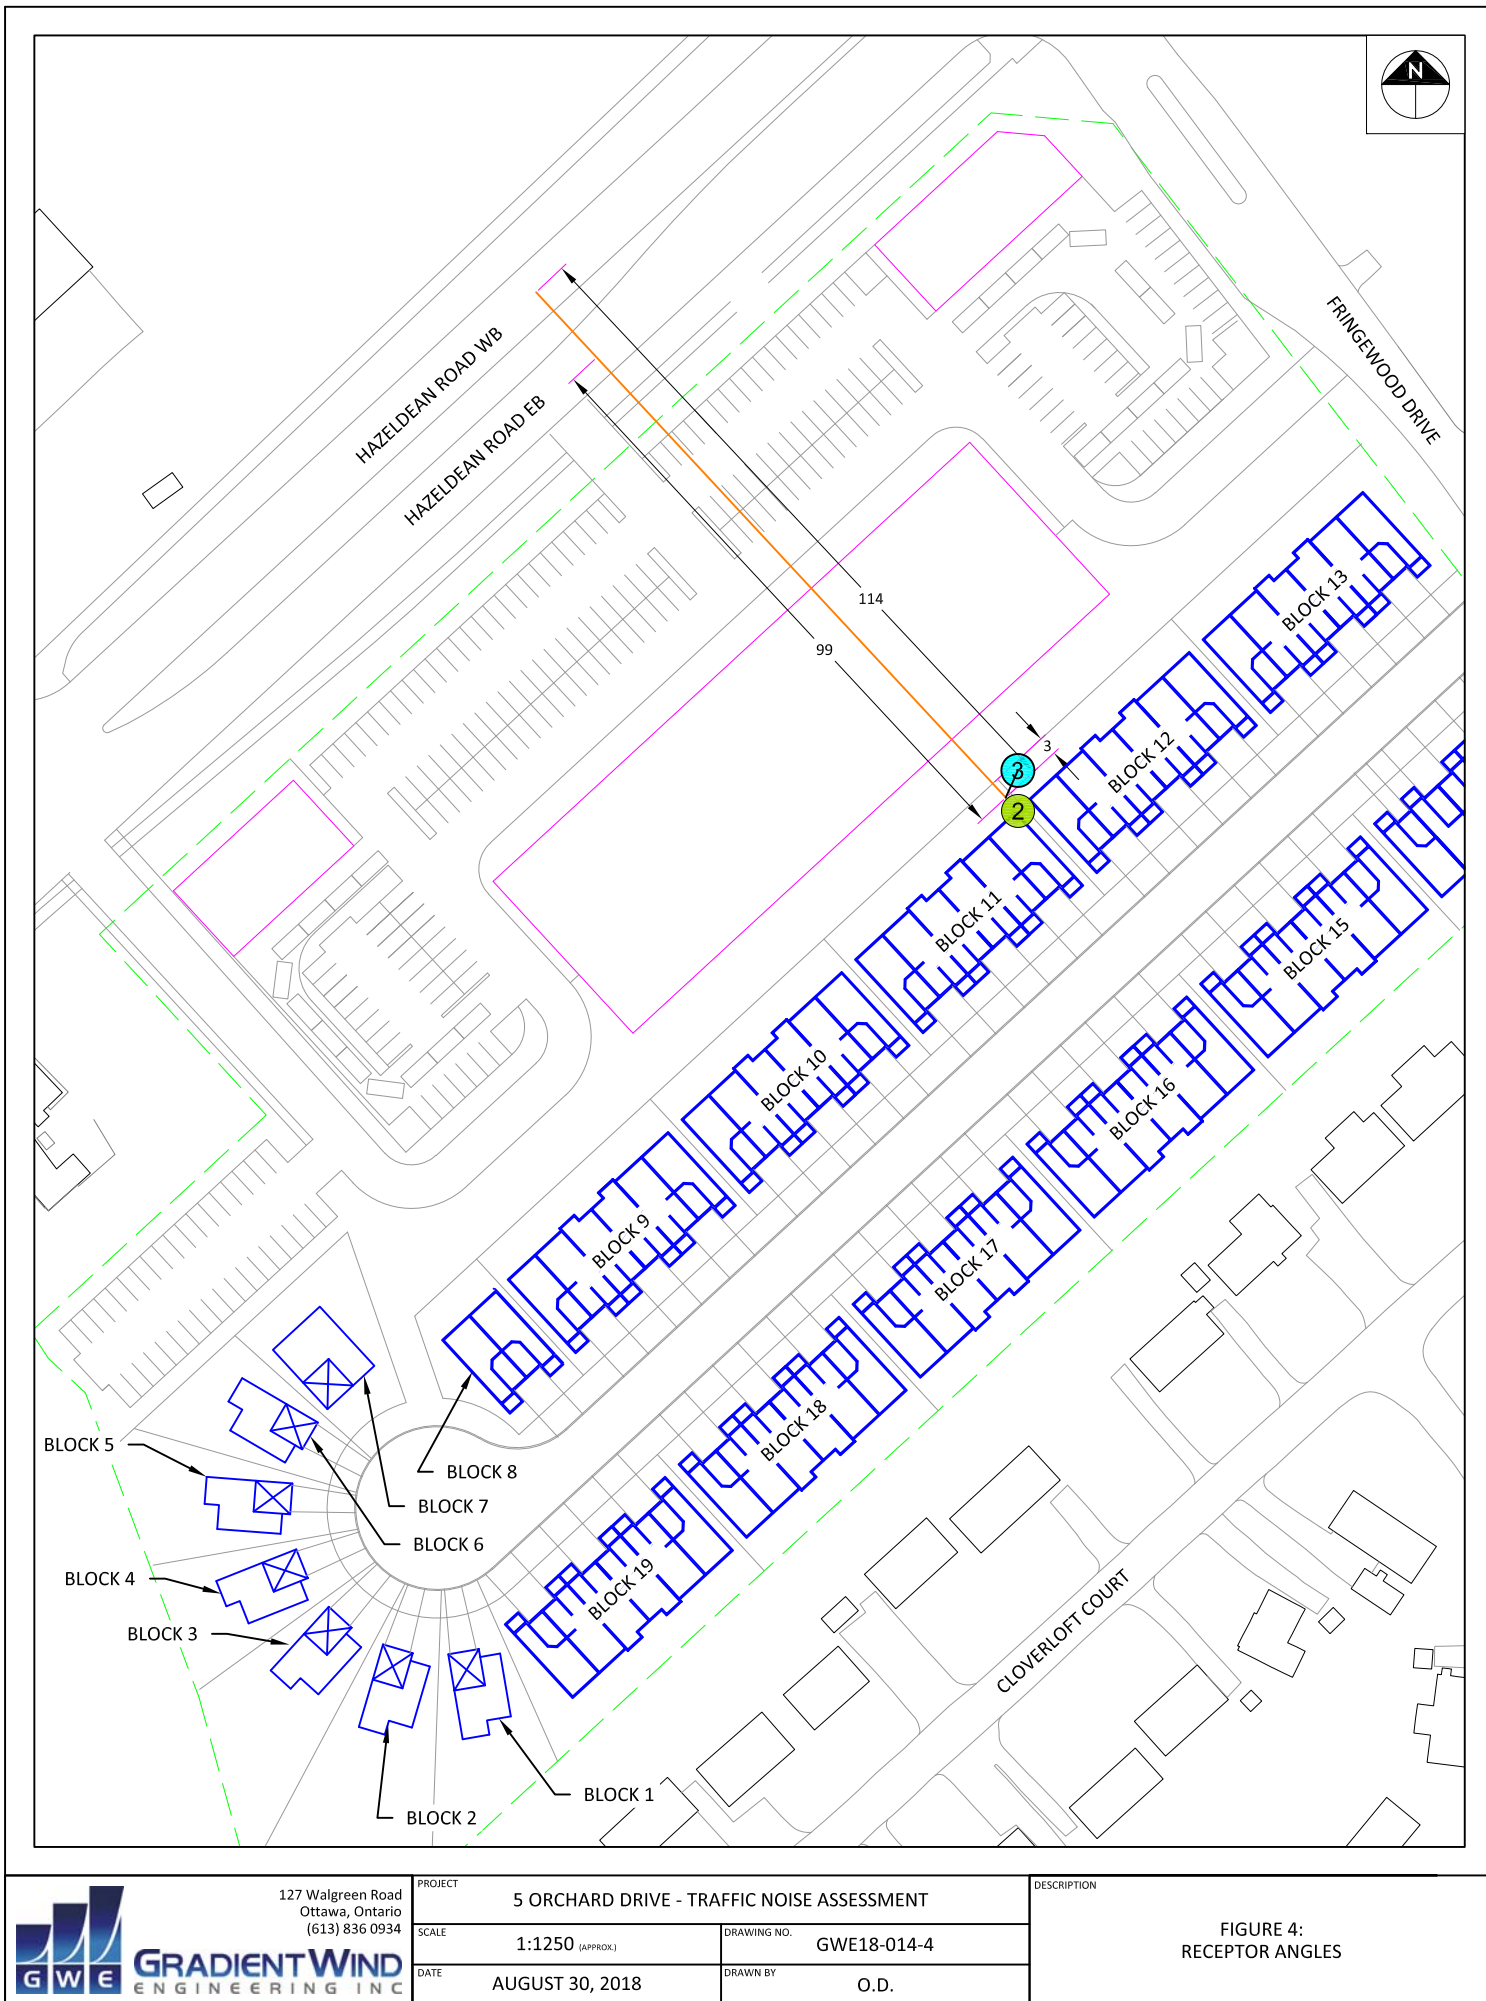 N
HAZELDEAN ROAD WB
HAZELDEAN ROAD EB
FRINGEWOOD DRIVE
114
99
3
3
2
BLOCK 13
BLOCK 12
BLOCK 11
BLOCK 10
BLOCK 9
BLOCK 15
BLOCK 16
BLOCK 17
BLOCK 18
BLOCK 19
BLOCK 5
BLOCK 8
BLOCK 7
BLOCK 6
BLOCK 4
BLOCK 3
BLOCK 1
BLOCK 2
CLOVERLOFT COURT
127 Walgreen Road
Ottawa, Ontario
(613) 836 0934
GWE
GRADIENTWIND
ENGINEERING INC
PROJECT
5 ORCHARD DRIVE - TRAFFIC NOISE ASSESSMENT
SCALE
1:1250 (APPROX.)
DRAWING NO.
GWE18-014-4
DATE
AUGUST 30, 2018
DRAWN BY
O.D.
DESCRIPTION
FIGURE 4:
RECEPTOR ANGLES